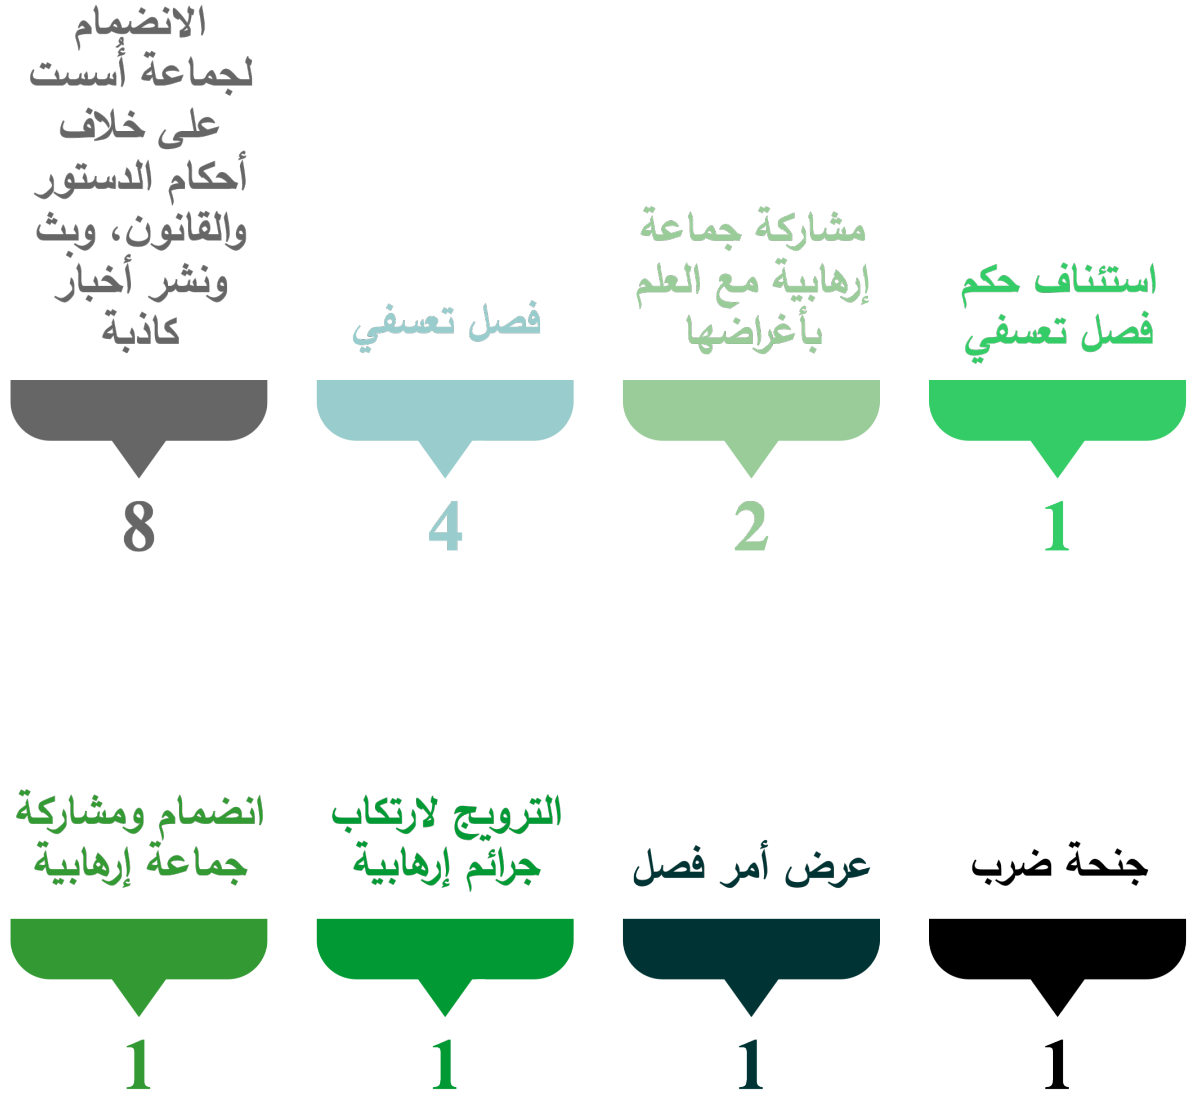 استئناف حكم
فصل تعسفي
1
مشاركة جماعة
إرهابية مع العلم
بأغراضها
2
فصل تعسفي
4
الانضمام
لجماعة أُسست
على خلاف
أحكام الدستور
والقانون، وبث
ونشر أخبار
كاذبة
8
جنحة ضرب
1
عرض أمر فصل
1
الترويج لارتكاب
جرائم إرهابية
1
انضمام ومشاركة
جماعة إرهابية
1